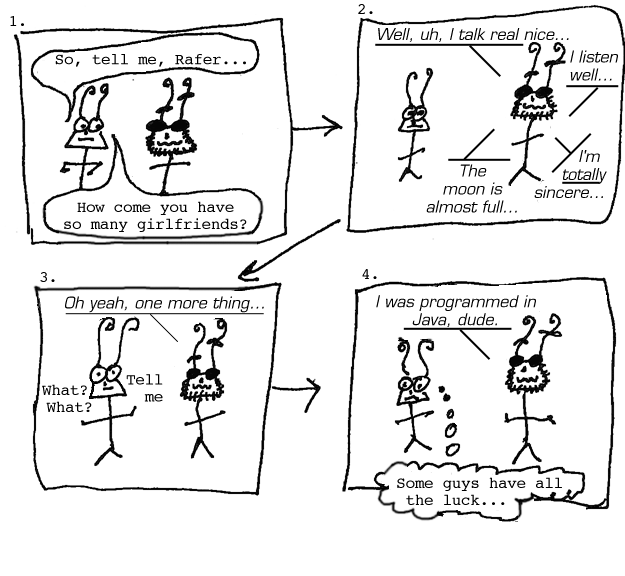 1.
So, tell me, Rafer...
How come you have
so many girlfriends?
2.
Well, uh, I talk real nice...
I listen
well...
The
moon is
almost full...
I'm
totally
sincere...
3.
Oh yeah, one more thing...
What?
What?
Tell
me
4.
I was programmed in
Java, dude.
Some guys have all
the luck...